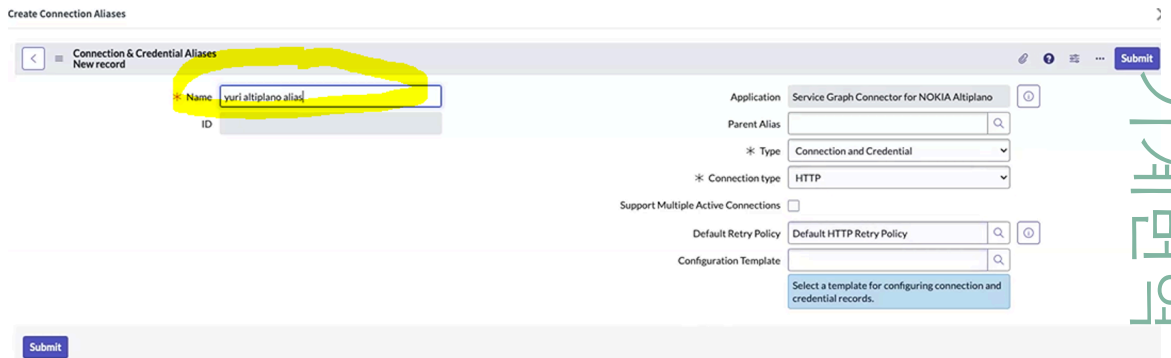 Create Connection Aliases
Connection & Credential Aliases
New record
Submit
* Name yuri altiplano alias
ID
Application Service Graph Connector for NOKIA Altiplano
Parent Alias
* Type Connection and Credential
* Connection type HTTP
Support Multiple Active Connections
Default Retry Policy Default HTTP Retry Policy
Configuration Template
Select a template for configuring connection and
credential records.
Submit